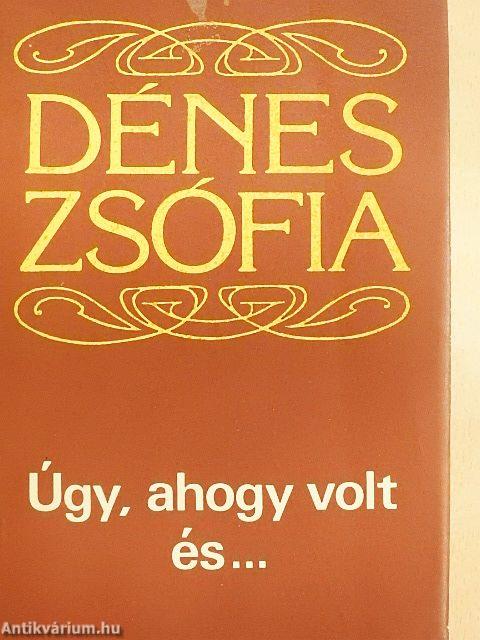 DÉNES
ZSÓFIA
Úgy, ahogy volt
és...
Antikvárium.hu